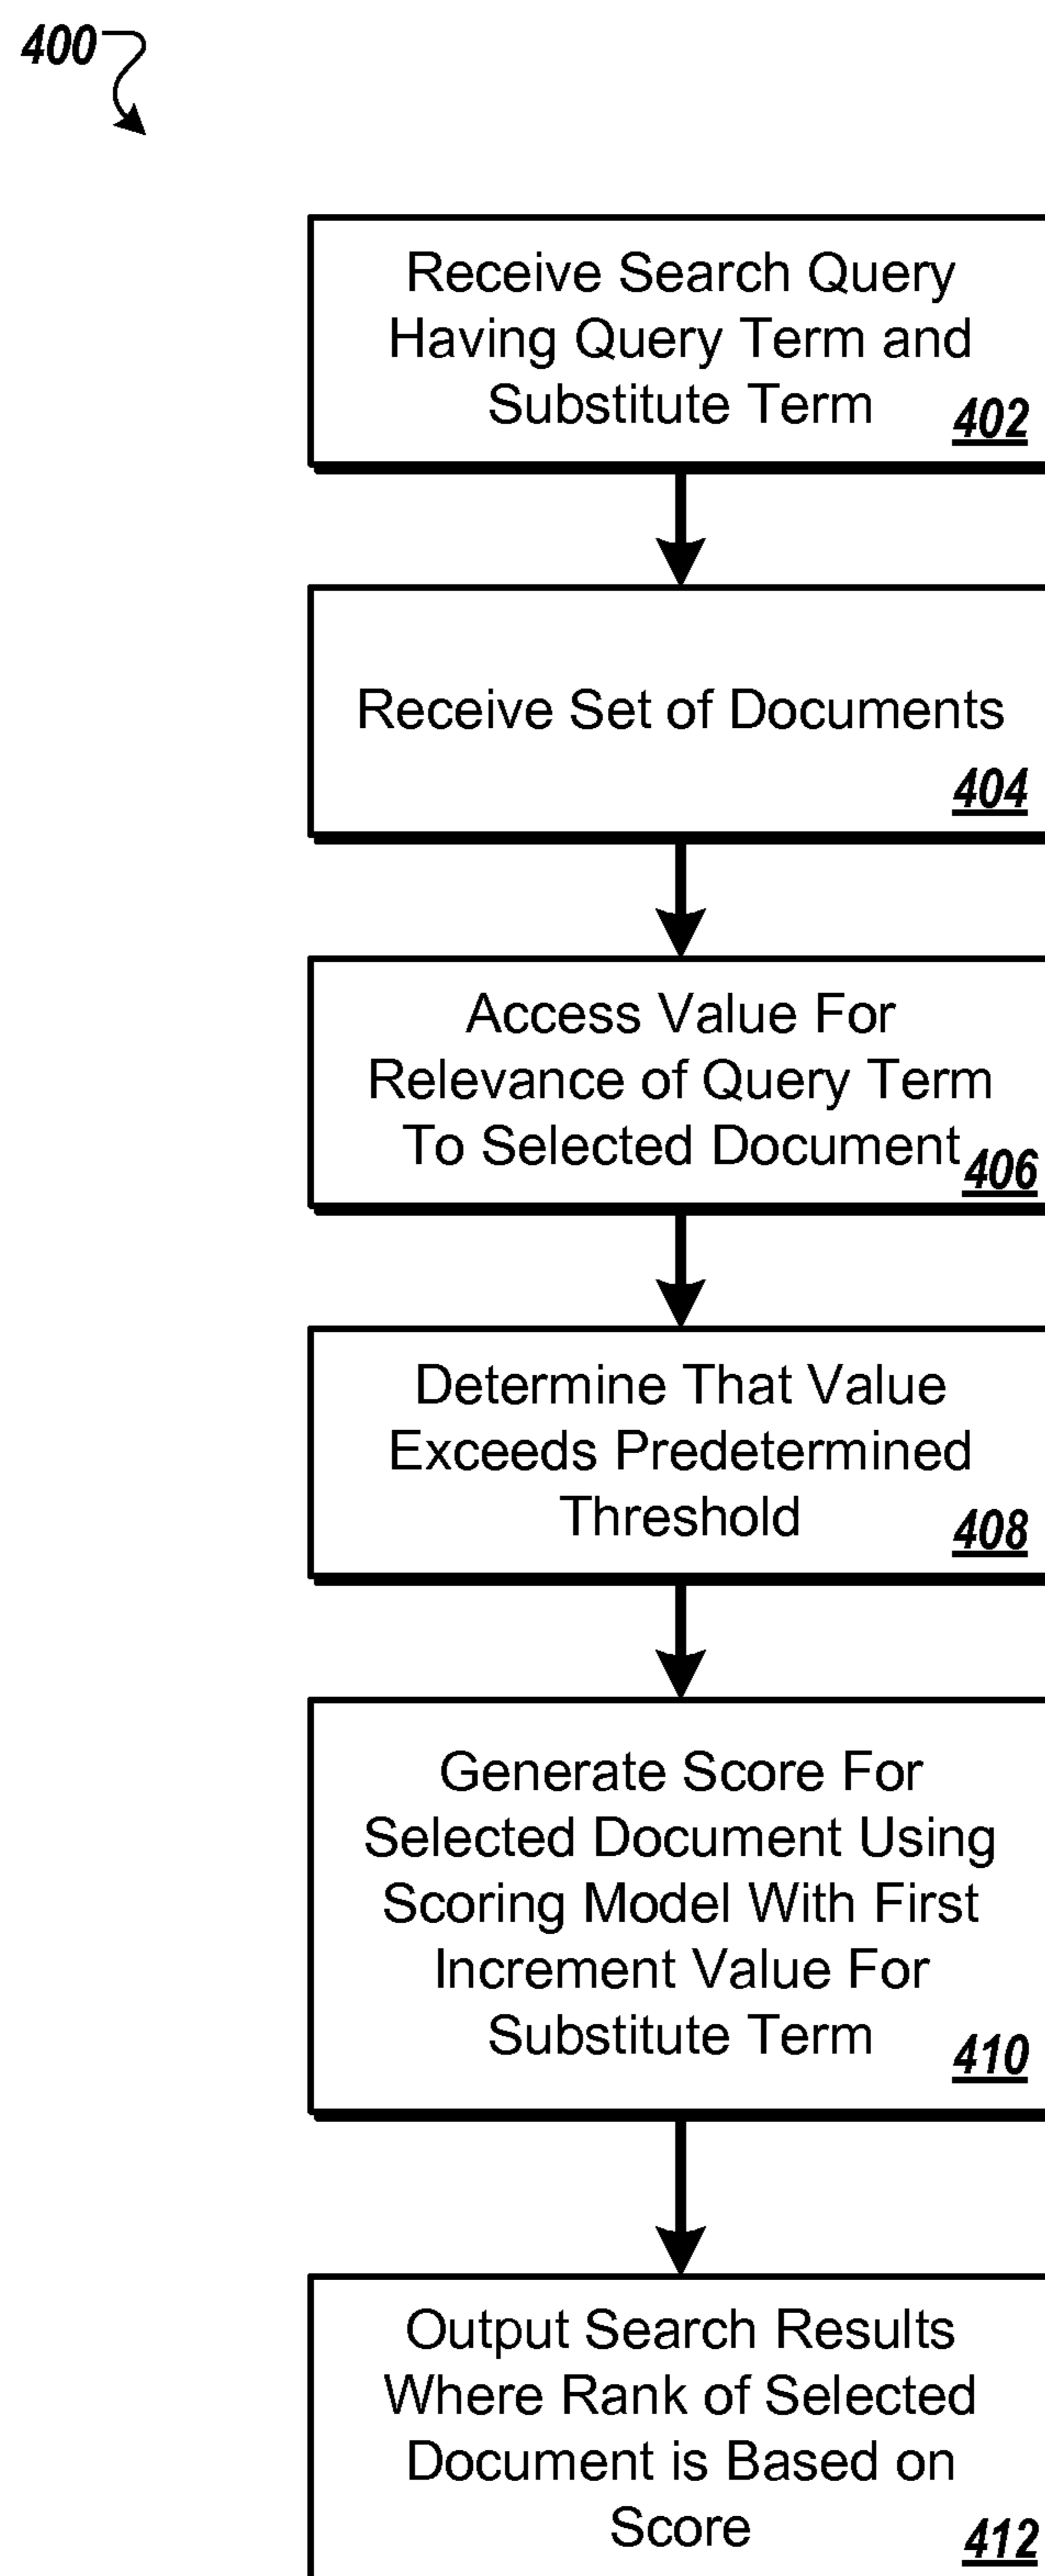 400
Receive Search Query
Having Query Term and
Substitute Term
402
Receive Set of Documents
404
Access Value For
Relevance of Query Term
To Selected Document
406
Determine That Value
Exceeds Predetermined
Threshold
408
Generate Score For
Selected Document Using
Scoring Model With First
Increment Value For
Substitute Term
410
Output Search Results
Where Rank of Selected
Document is Based on
Score
412